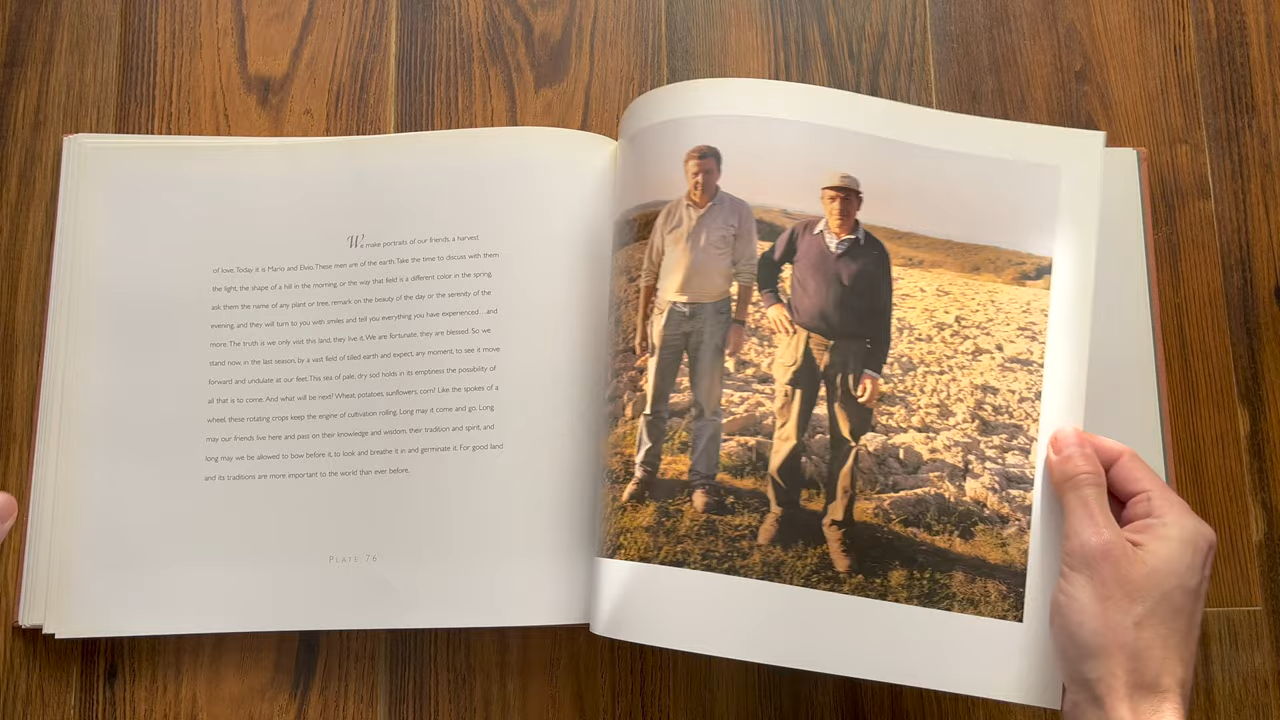 We make portraits of our friends, a harvest
of love. Today it is Mario and Elvio. These men are of the earth. Take the time to discuss with them
the light, the shape of a hill in the morning, or the way that field is a different color in the spring,
ask them the name of any plant or tree, remark on the beauty of the day or the serenity of the
evening, and they will turn to you with smiles and tell you everything you have experienced...and
more. The truth is we only visit this land, they live it. We are fortunate, they are blessed. So we
stand now, in the last season, by a vast field of tilled earth and expect, any moment, to see it move
forward and undulate at our feet. This sea of pale, dry sod holds in its emptiness the possibility of
all that is to come. And what will be next? Wheat, potatoes, sunflowers, corn? Like the spokes of a
wheel, these rotating crops keep the engine of cultivation rolling. Long may it come and go. Long
may our friends live here and pass on their knowledge and wisdom, their tradition and spirit, and
long may we be allowed to bow before it, to look and breathe it in and germinate it. For good land
and its traditions are more important to the world than ever before.
PLATE 76